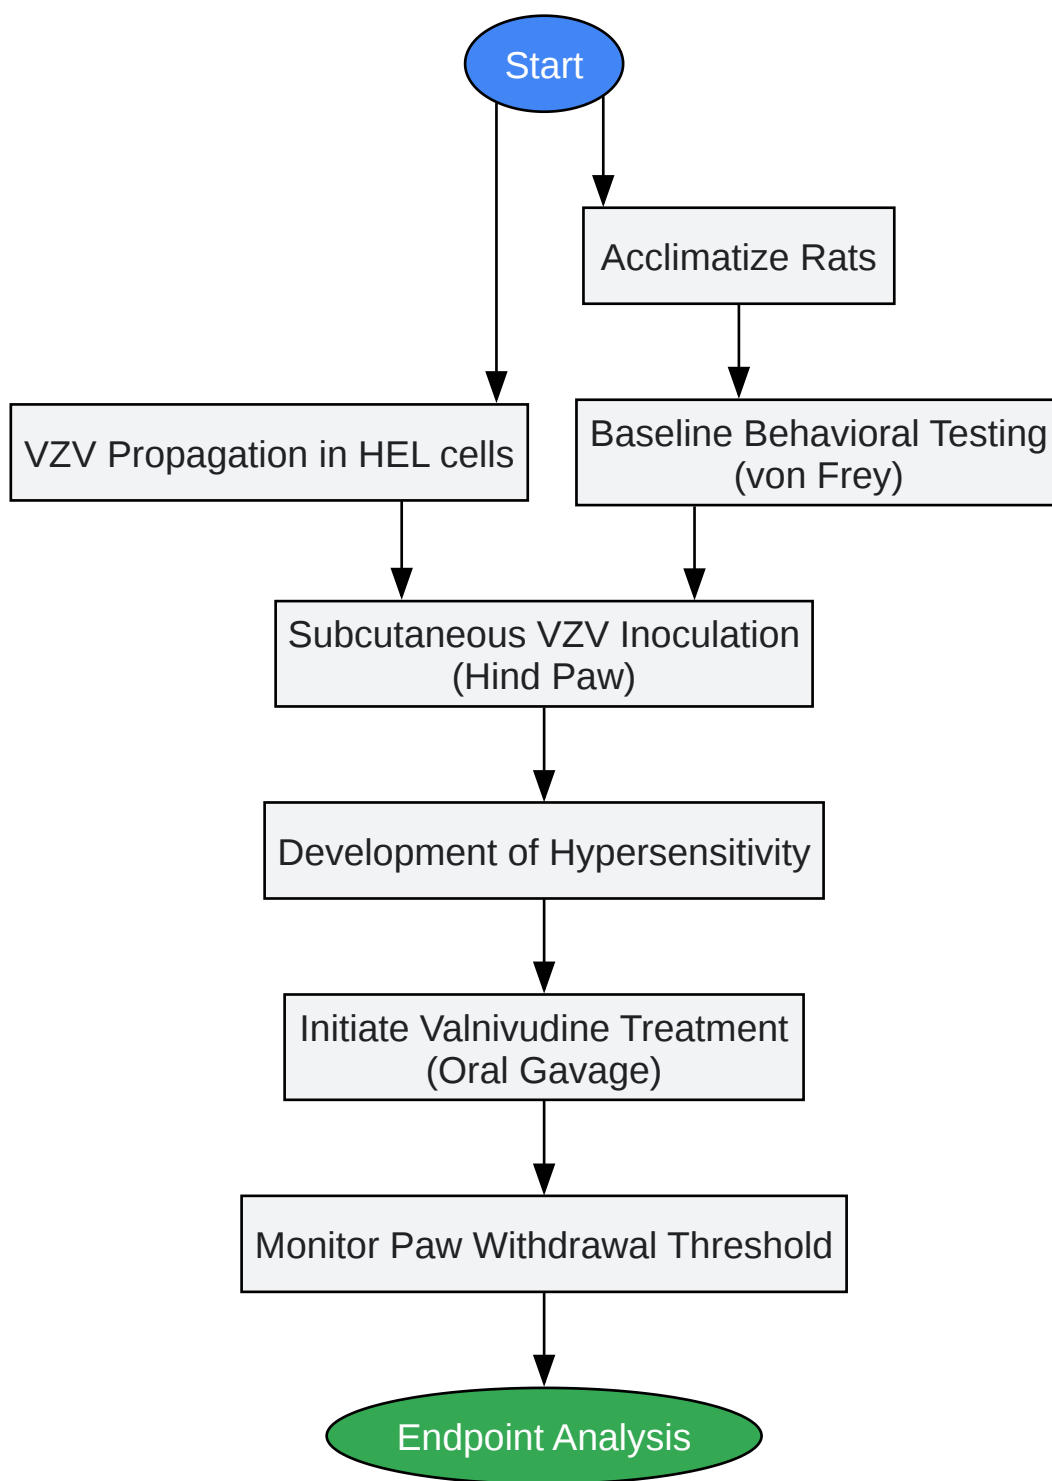 Start
Acclimatize Rats
VZV Propagation in HEL cells
Baseline Behavioral Testing
(von Frey)
Subcutaneous VZV Inoculation
(Hind Paw)
Development of Hypersensitivity
Initiate Valnivudine Treatment
(Oral Gavage)
Monitor Paw Withdrawal Threshold
Endpoint Analysis